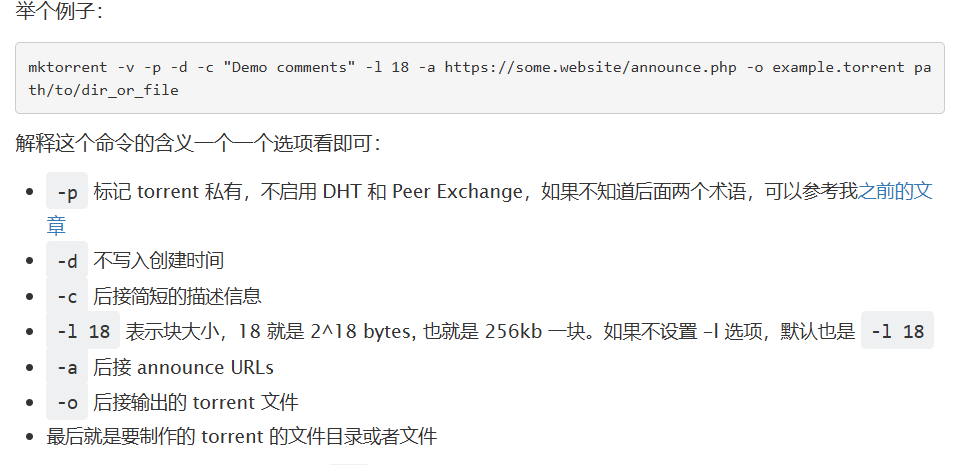 举个例子：
mktorrent -v -p -d -c "Demo comments" -l 18 -a https://some.website/announce.php -o example.torrent pa
th/to/dir_or_file
解释这个命令的含义一个一个选项看即可：
-p 标记 torrent 私有，不启用 DHT 和 Peer Exchange，如果不知道后面两个术语，可以参考我之前的文
章
-d 不写入创建时间
-c 后接简短的描述信息
-l 18 表示块大小，18 就是 2^18 bytes, 也就是 256kb 一块。如果不设置 –l 选项，默认也是 -l 18
-a 后接 announce URLs
-o 后接输出的 torrent 文件
最后就是要制作的 torrent 的文件目录或者文件